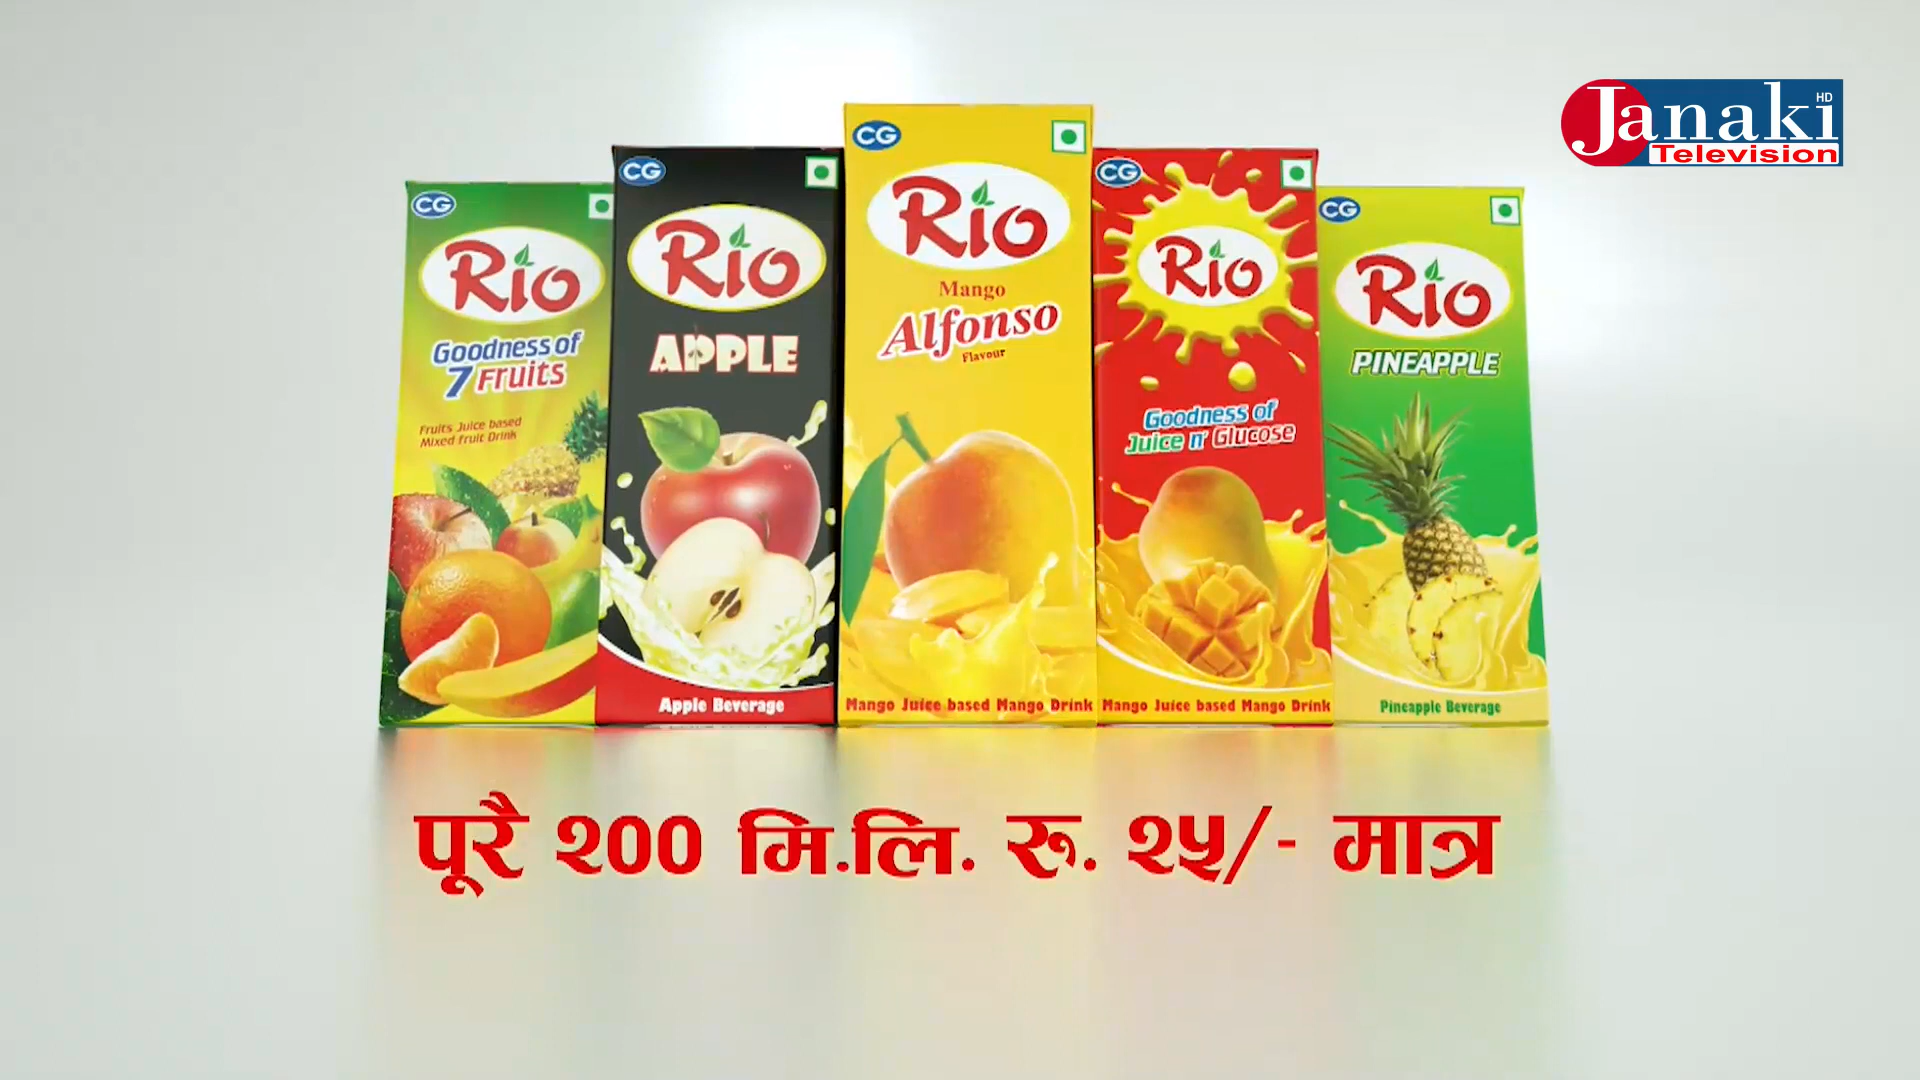 Janaki HD
Television
CG
Rio
Goodness of
7 Fruits
Fruits Juice based
Mixed fruit Drink
CG
Rio
APPLE
Apple Beverage
CG
Rio
Mango
Alfonso
Flavour
Mango Juice based Mango Drink
CG
Rio
Goodness of
Juice n' Glucose
Mango Juice based Mango Drink
CG
Rio
PINEAPPLE
Pineapple Beverage
पूरै २०० मि.लि. रू. २५/- मात्र